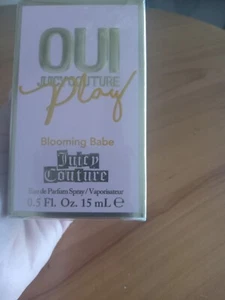 OUI
JUICY COUTURE
Play
Blooming Babe
Juicy
Couture
Eau de Parfum Spray / Vaporisateur
0.5 Fl. Oz. 15 mL ℮